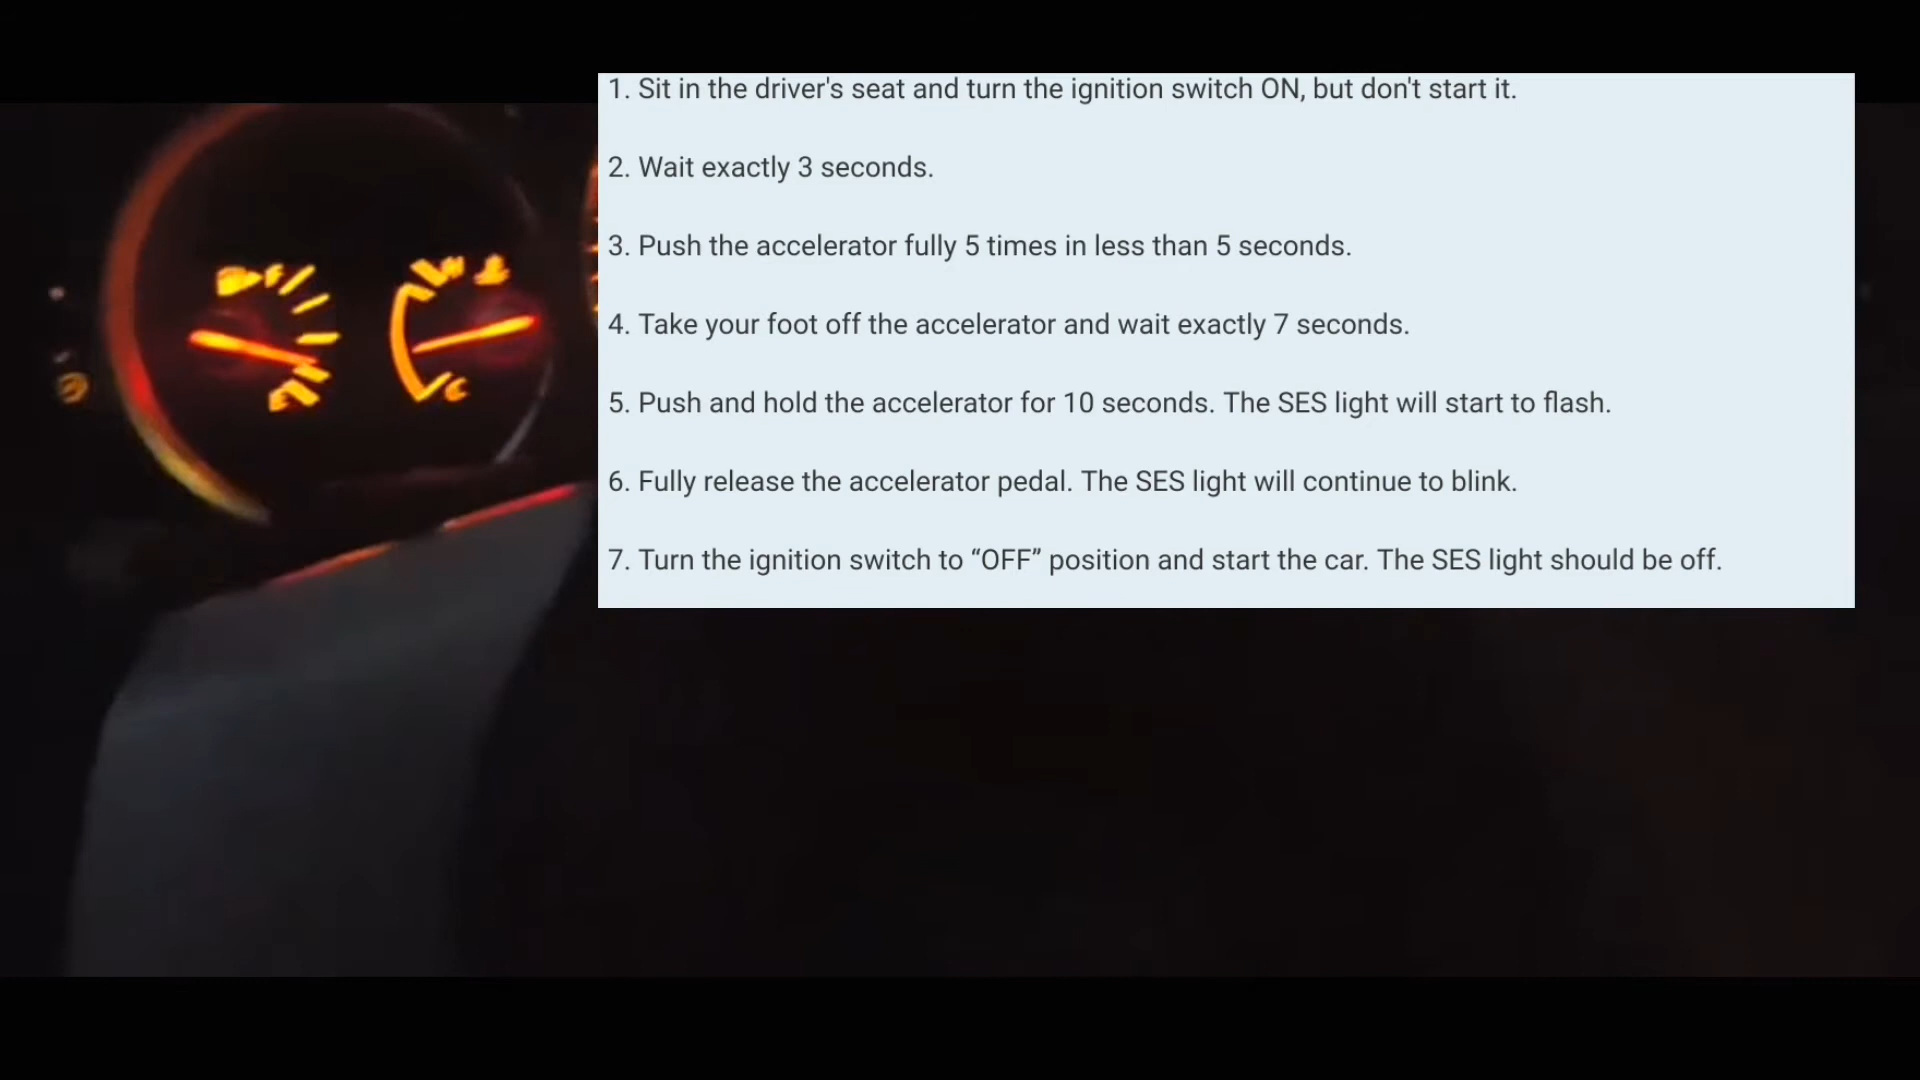 1. Sit in the driver's seat and turn the ignition switch ON, but don't start it.
2. Wait exactly 3 seconds.
3. Push the accelerator fully 5 times in less than 5 seconds.
4. Take your foot off the accelerator and wait exactly 7 seconds.
5. Push and hold the accelerator for 10 seconds. The SES light will start to flash.
6. Fully release the accelerator pedal. The SES light will continue to blink.
7. Turn the ignition switch to “OFF” position and start the car. The SES light should be off.